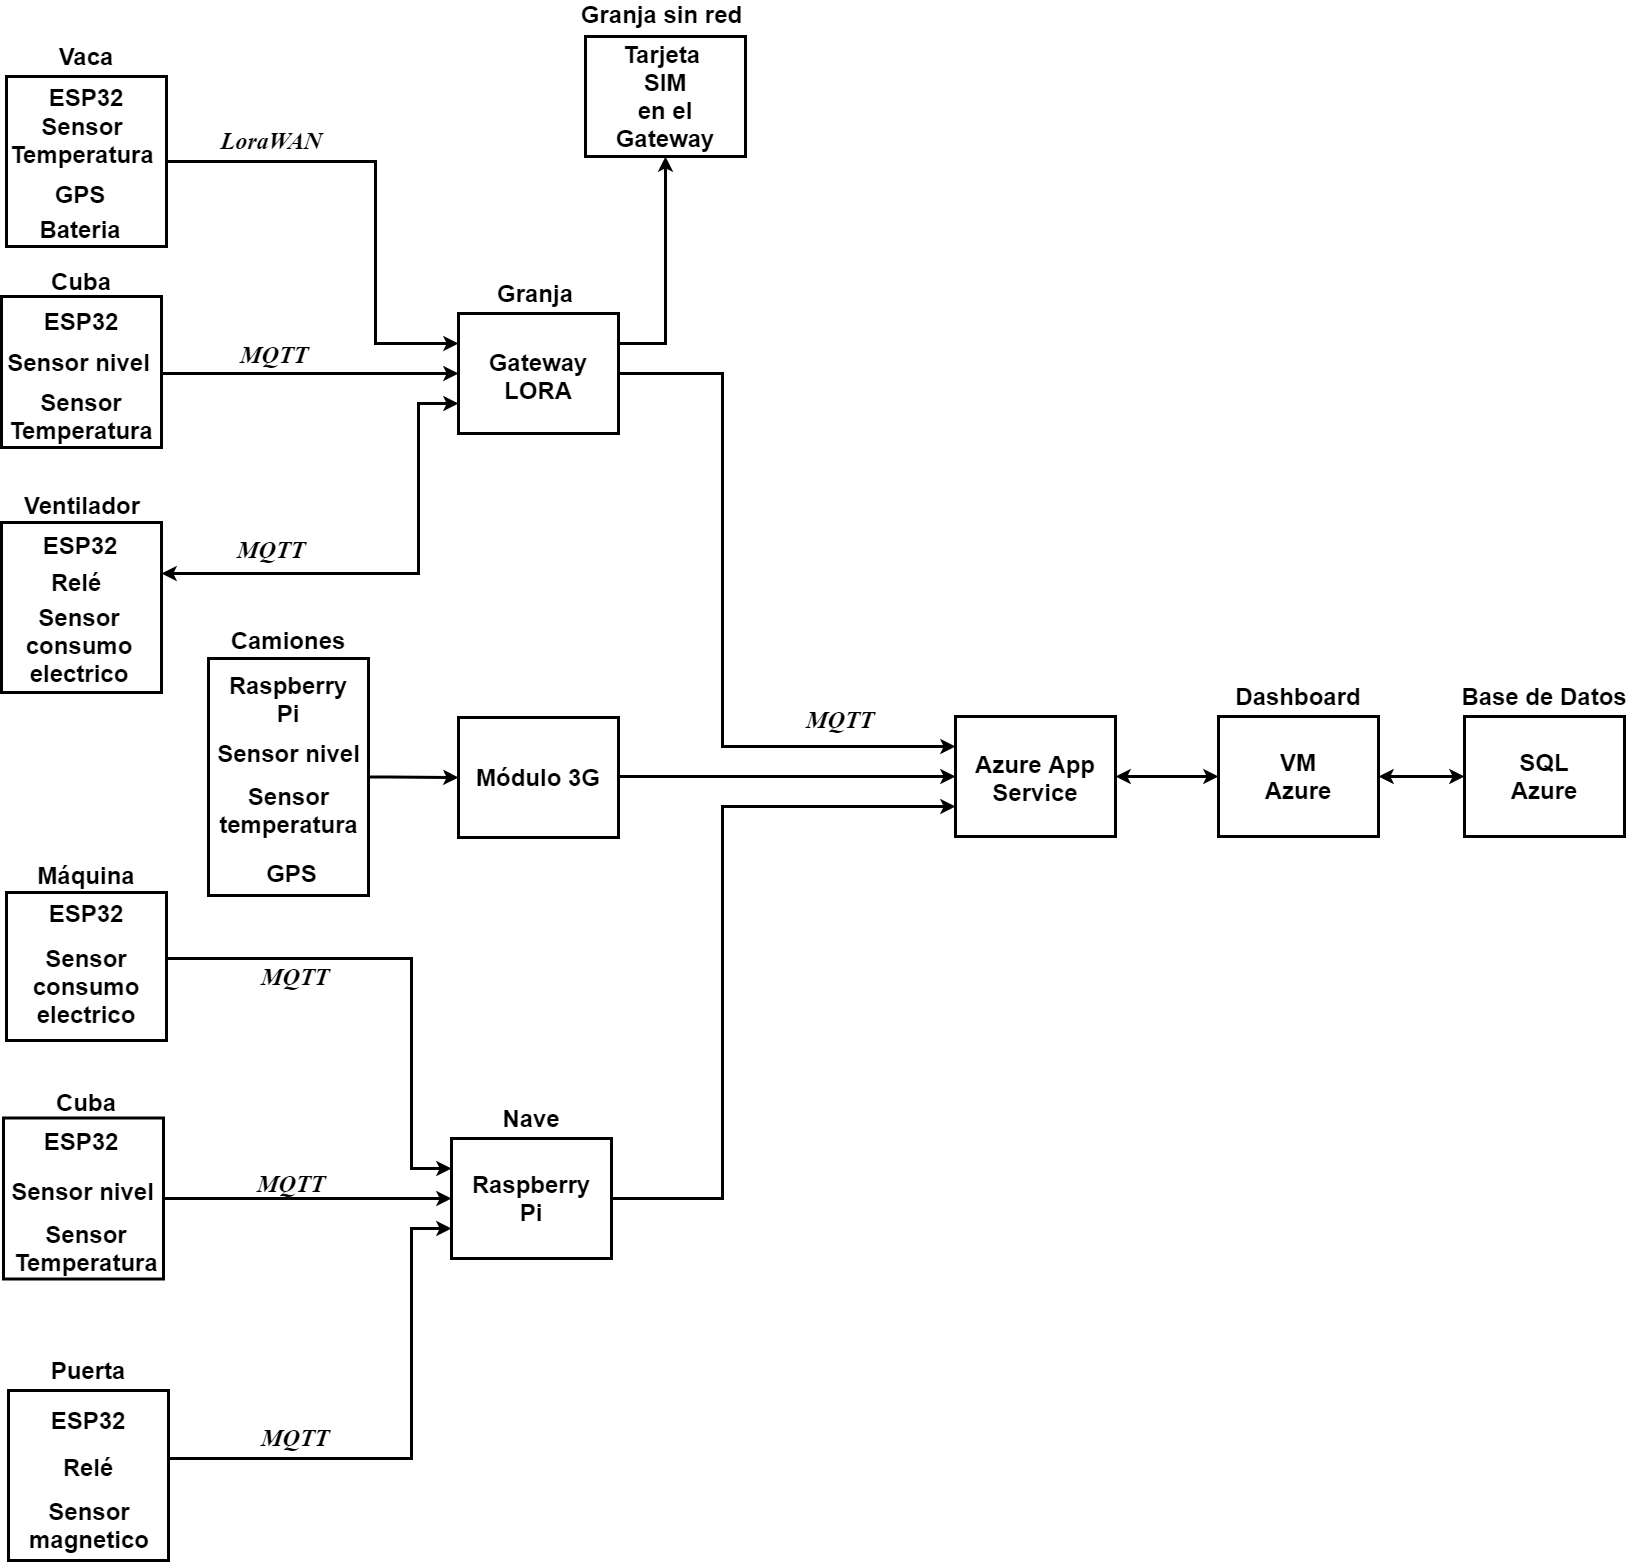 Granja sin red
Tarjeta
SIM
en el
Gateway
Vaca
ESP32
Sensor
Temperatura
GPS
Bateria
LoraWAN
Cuba
ESP32
Sensor nivel
Sensor
Temperatura
MQTT
Granja
Gateway
LORA
Ventilador
ESP32
Relé
Sensor
consumo
electrico
MQTT
Camiones
Raspberry
Pi
Sensor nivel
Sensor
temperatura
GPS
Módulo 3G
MQTT
Azure App
Service
Dashboard
VM
Azure
Base de Datos
SQL
Azure
Máquina
ESP32
Sensor
consumo
electrico
MQTT
Cuba
ESP32
Sensor nivel
Sensor
Temperatura
MQTT
Nave
Raspberry
Pi
Puerta
ESP32
Relé
Sensor
magnetico
MQTT